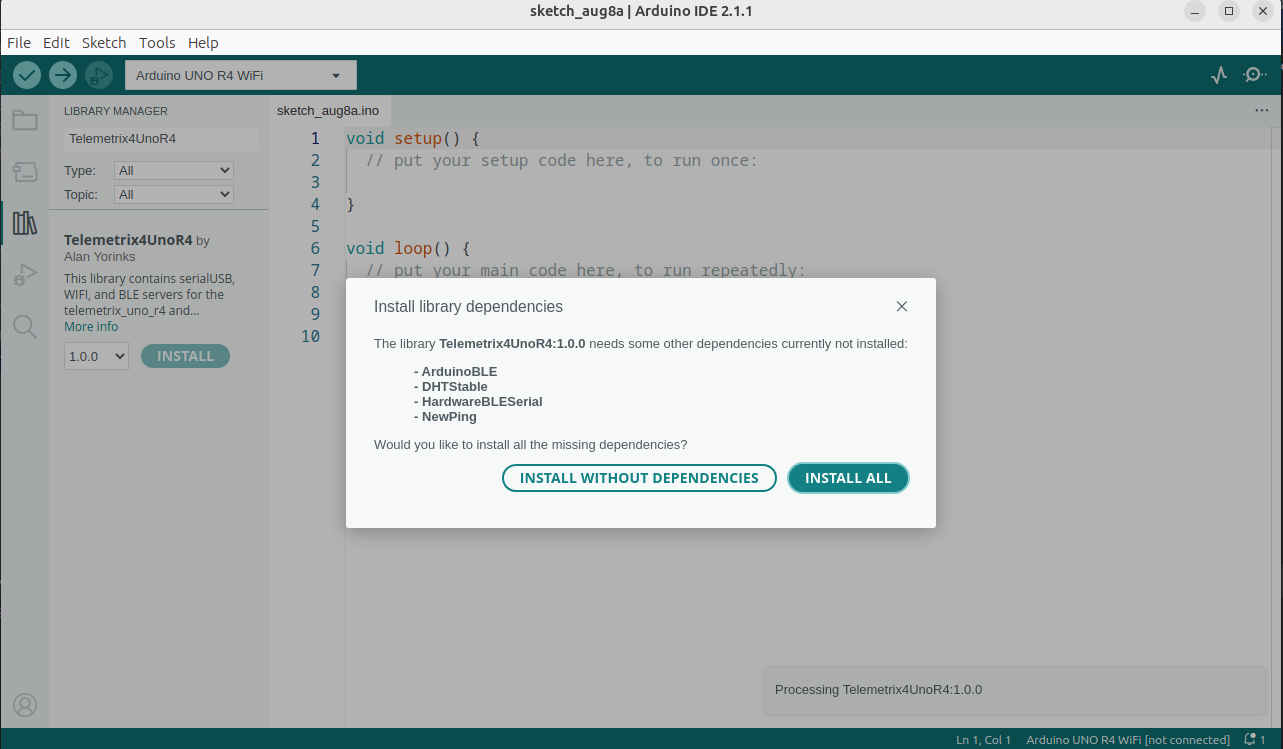 sketch_aug8a | Arduino IDE 2.1.1
File Edit Sketch Tools Help
Arduino UNO R4 WiFi
LIBRARY MANAGER
Telemetrix4UnoR4
Type: All
Topic: All
Telemetrix4UnoR4 by
Alan Yorinks
This library contains serialUSB,
WIFI, and BLE servers for the
telemetrix_uno_r4 and...
More info
1.0.0 INSTALL
sketch_aug8a.ino
1 void setup() {
2 // put your setup code here, to run once:
3
4 }
5
6 void loop() {
7 // put your main code here, to run repeatedly:
8
9
10
Install library dependencies
The library Telemetrix4UnoR4:1.0.0 needs some other dependencies currently not installed:
- ArduinoBLE
- DHTStable
- HardwareBLESerial
- NewPing
Would you like to install all the missing dependencies?
INSTALL WITHOUT DEPENDENCIES INSTALL ALL
Processing Telemetrix4UnoR4:1.0.0
Ln 1, Col 1 Arduino UNO R4 WiFi [not connected] 1